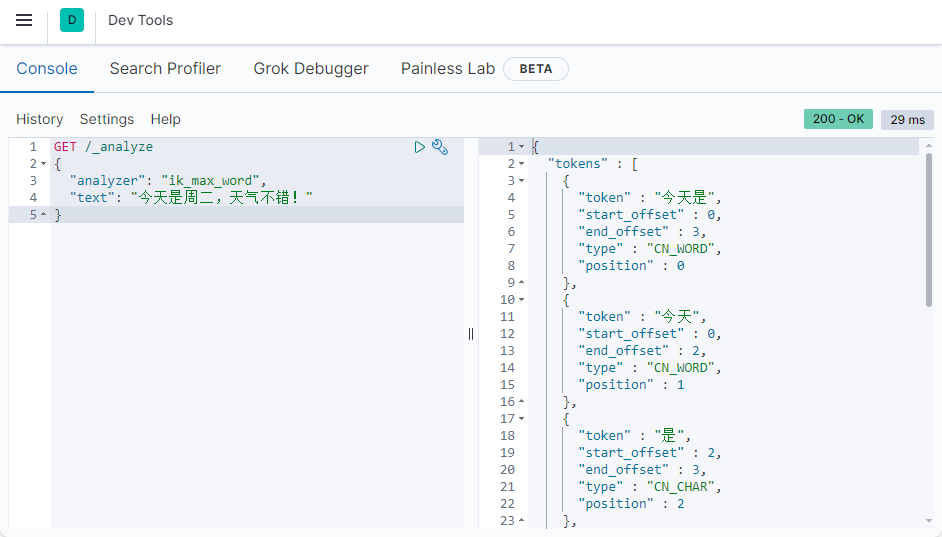 D Dev Tools
Console Search Profiler Grok Debugger Painless Lab BETA
History Settings Help 200 - OK 29 ms
1 GET /_analyze
2 {
3 "analyzer": "ik_max_word",
4 "text": "今天是周二，天气不错！"
5 }
1 {
2 "tokens" : [
3 {
4 "token" : "今天是",
5 "start_offset" : 0,
6 "end_offset" : 3,
7 "type" : "CN_WORD",
8 "position" : 0
9 },
10 {
11 "token" : "今天",
12 "start_offset" : 0,
13 "end_offset" : 2,
14 "type" : "CN_WORD",
15 "position" : 1
16 },
17 {
18 "token" : "是",
19 "start_offset" : 2,
20 "end_offset" : 3,
21 "type" : "CN_CHAR",
22 "position" : 2
23 },